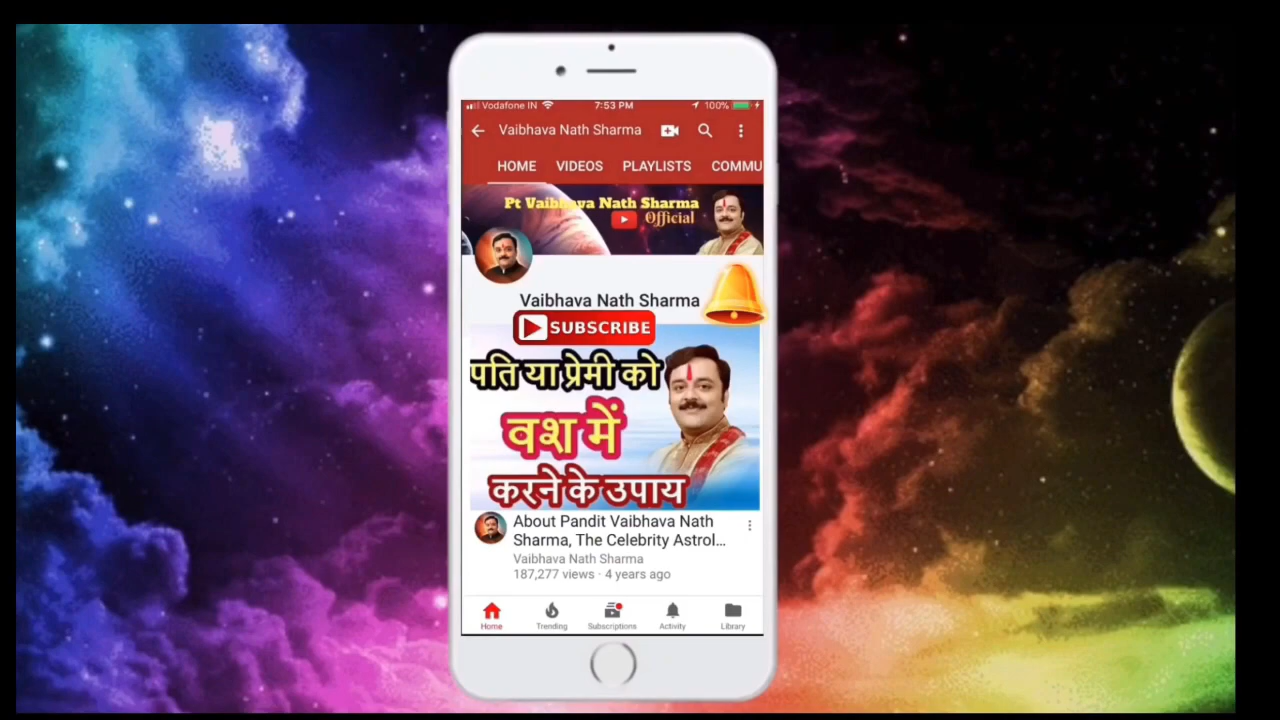 Vodafone IN
7:53 PM
100%
Vaibhava Nath Sharma
HOME VIDEOS PLAYLISTS COMMU
Pt Vaibhava Nath Sharma
Official
Vaibhava Nath Sharma
SUBSCRIBE
पति या प्रेमी को
वश में
करने के उपाय
About Pandit Vaibhava Nath
Sharma, The Celebrity Astrol...
Vaibhava Nath Sharma
187,277 views · 4 years ago
Home Trending Subscriptions Activity Library